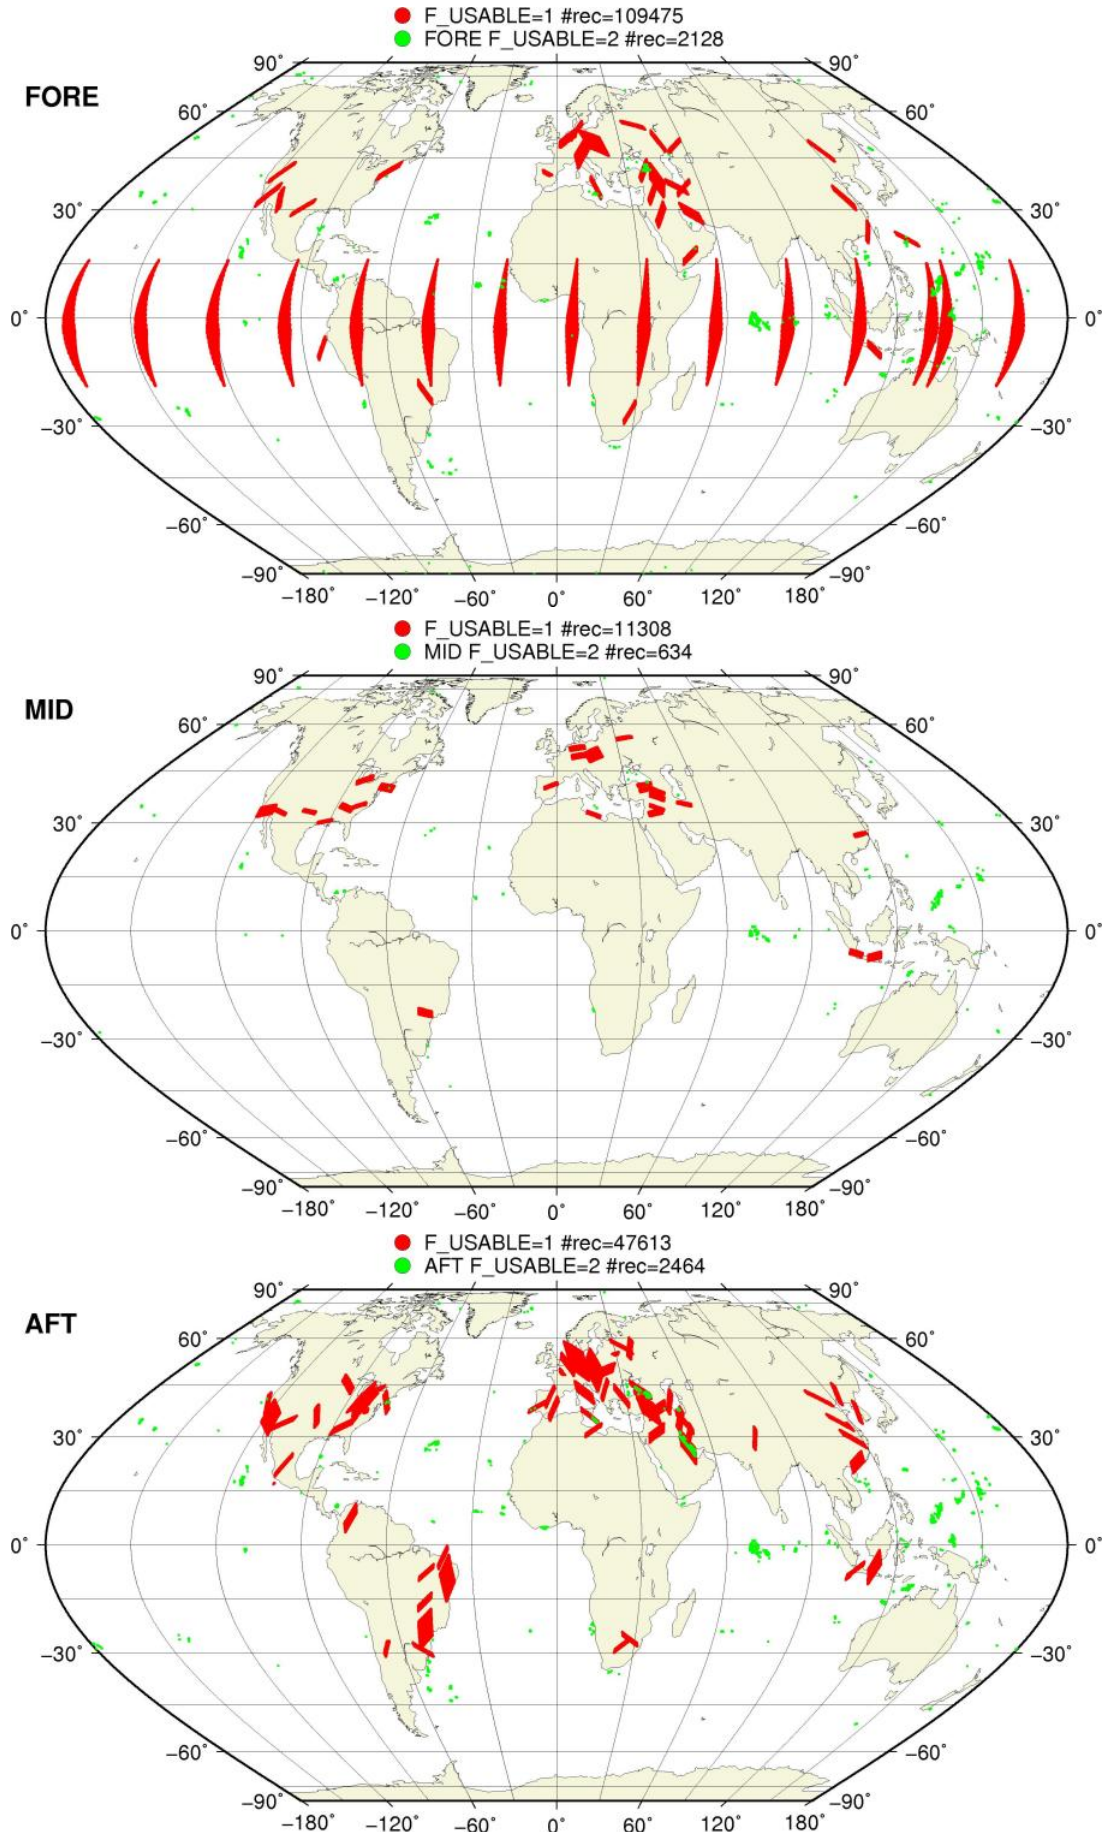 F_USABLE=1 #rec=109475
FORE F_USABLE=2 #rec=2128
FORE
90° 90°
60° 60°
30° 30°
0° 0°
−30° −30°
−60° −60°
−90° −90°
−180° −120° −60° 0° 60° 120° 180°
F_USABLE=1 #rec=11308
MID F_USABLE=2 #rec=634
MID
90° 90°
60° 60°
30° 30°
0° 0°
−30° −30°
−60° −60°
−90° −90°
−180° −120° −60° 0° 60° 120° 180°
F_USABLE=1 #rec=47613
AFT F_USABLE=2 #rec=2464
AFT
90° 90°
60° 60°
30° 30°
0° 0°
−30° −30°
−60° −60°
−90° −90°
−180° −120° −60° 0° 60° 120° 180°